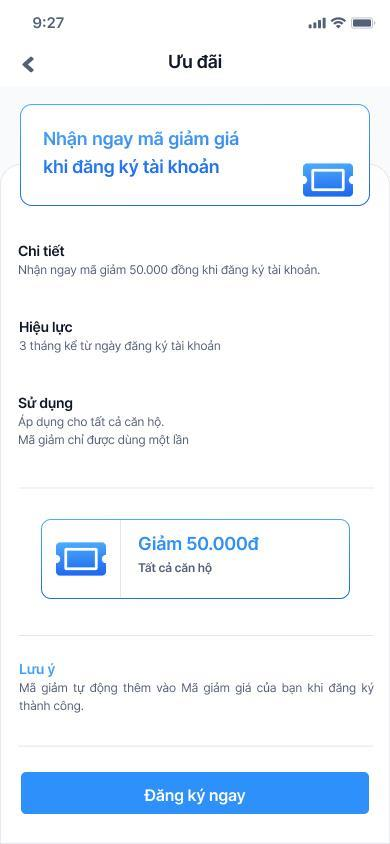 9:27
Ưu đãi
Nhận ngay mã giảm giá
khi đăng ký tài khoản
Chi tiết
Nhận ngay mã giảm 50.000 đồng khi đăng ký tài khoản.
Hiệu lực
3 tháng kể từ ngày đăng ký tài khoản
Sử dụng
Áp dụng cho tất cả căn hộ.
Mã giảm chỉ được dùng một lần
Giảm 50.000đ
Tất cả căn hộ
Lưu ý
Mã giảm tự động thêm vào Mã giảm giá của bạn khi đăng ký
thành công.
Đăng ký ngay